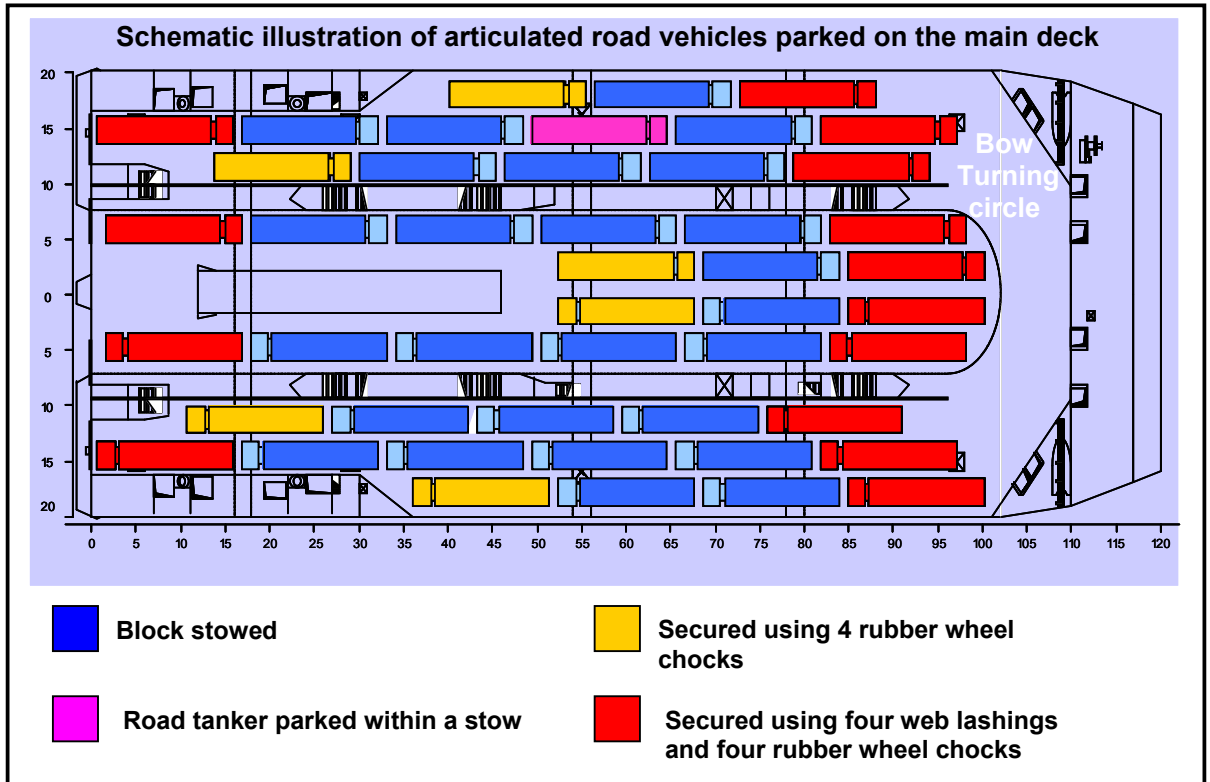 Schematic illustration of articulated road vehicles parked on the main deck
20
15
10
5
0
5
10
15
20
Bow
Turning
circle
0 5 10 15 20 25 30 35 40 45 50 55 60 65 70 75 80 85 90 95 100 105 110 115 120
Block stowed
Secured using 4 rubber wheel
chocks
Road tanker parked within a stow
Secured using four web lashings
and four rubber wheel chocks